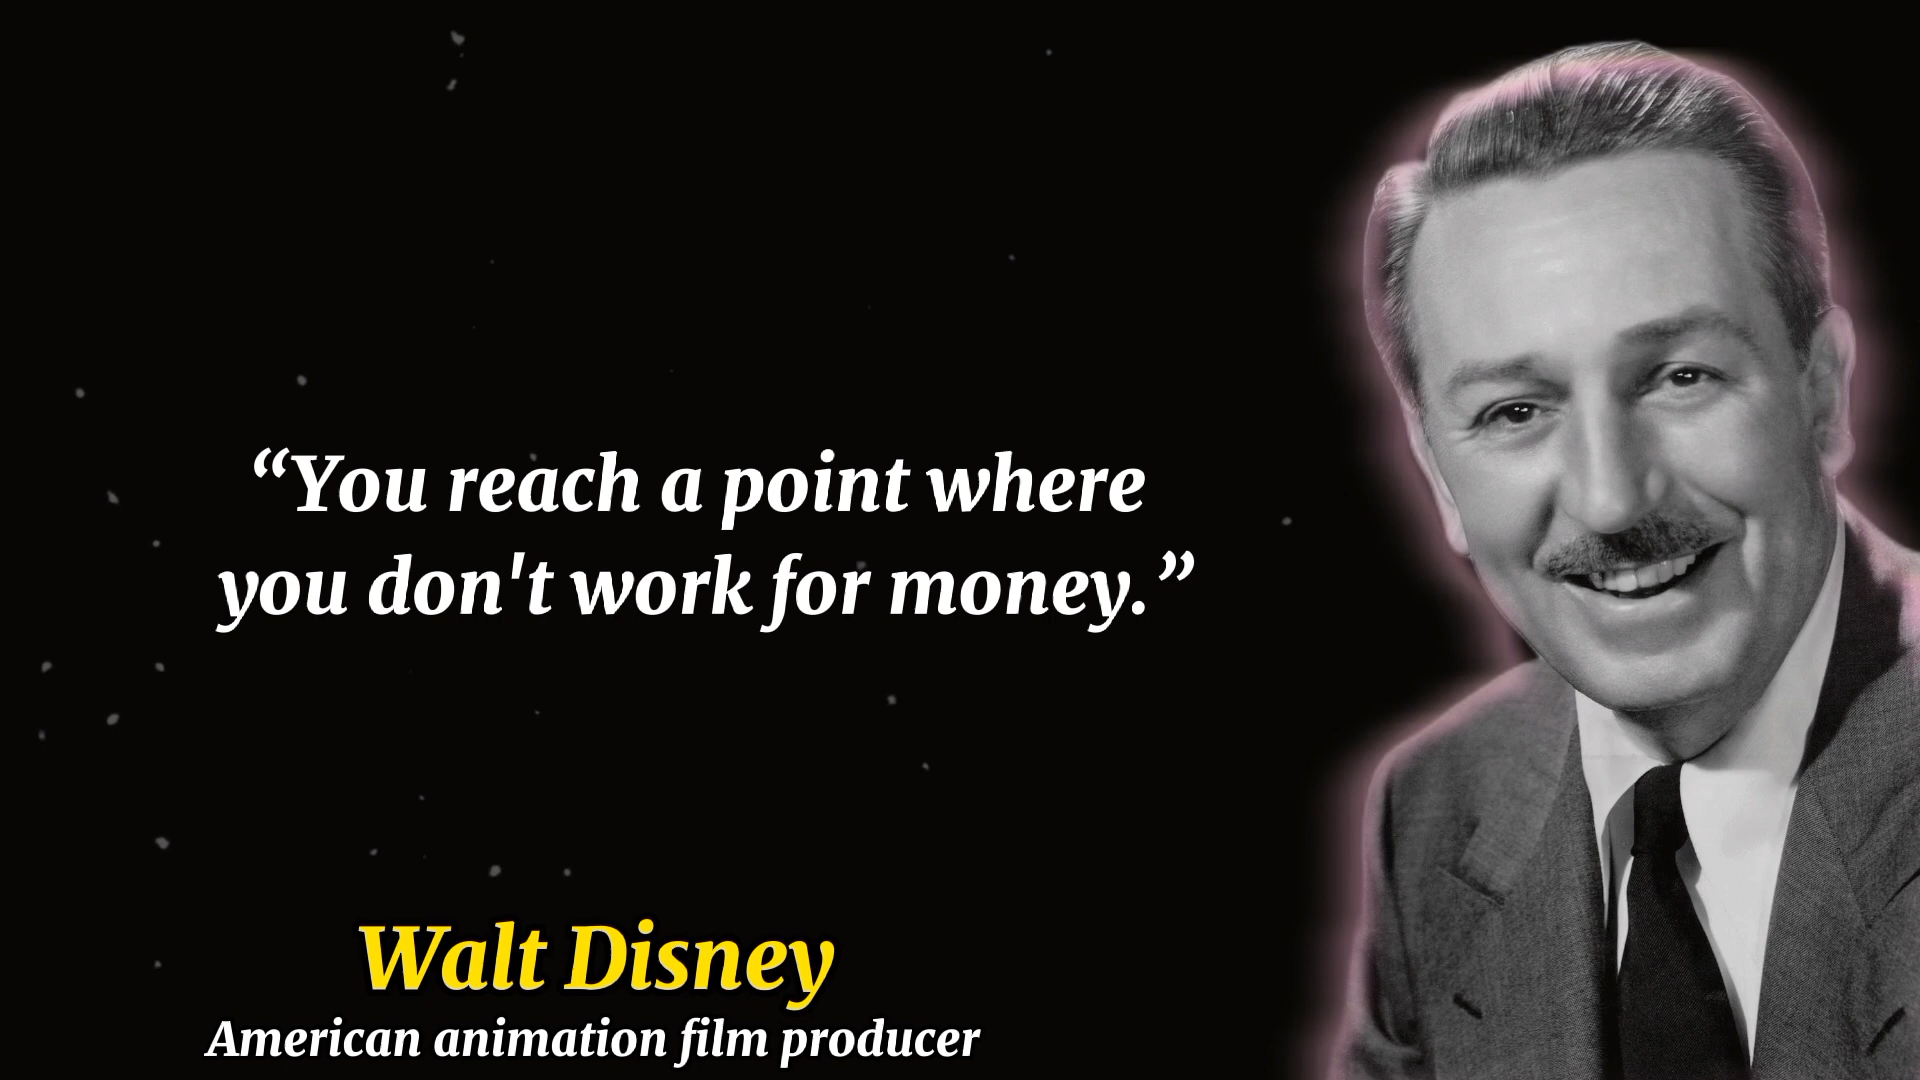 “You reach a point where
you don't work for money.”
Walt Disney
American animation film producer